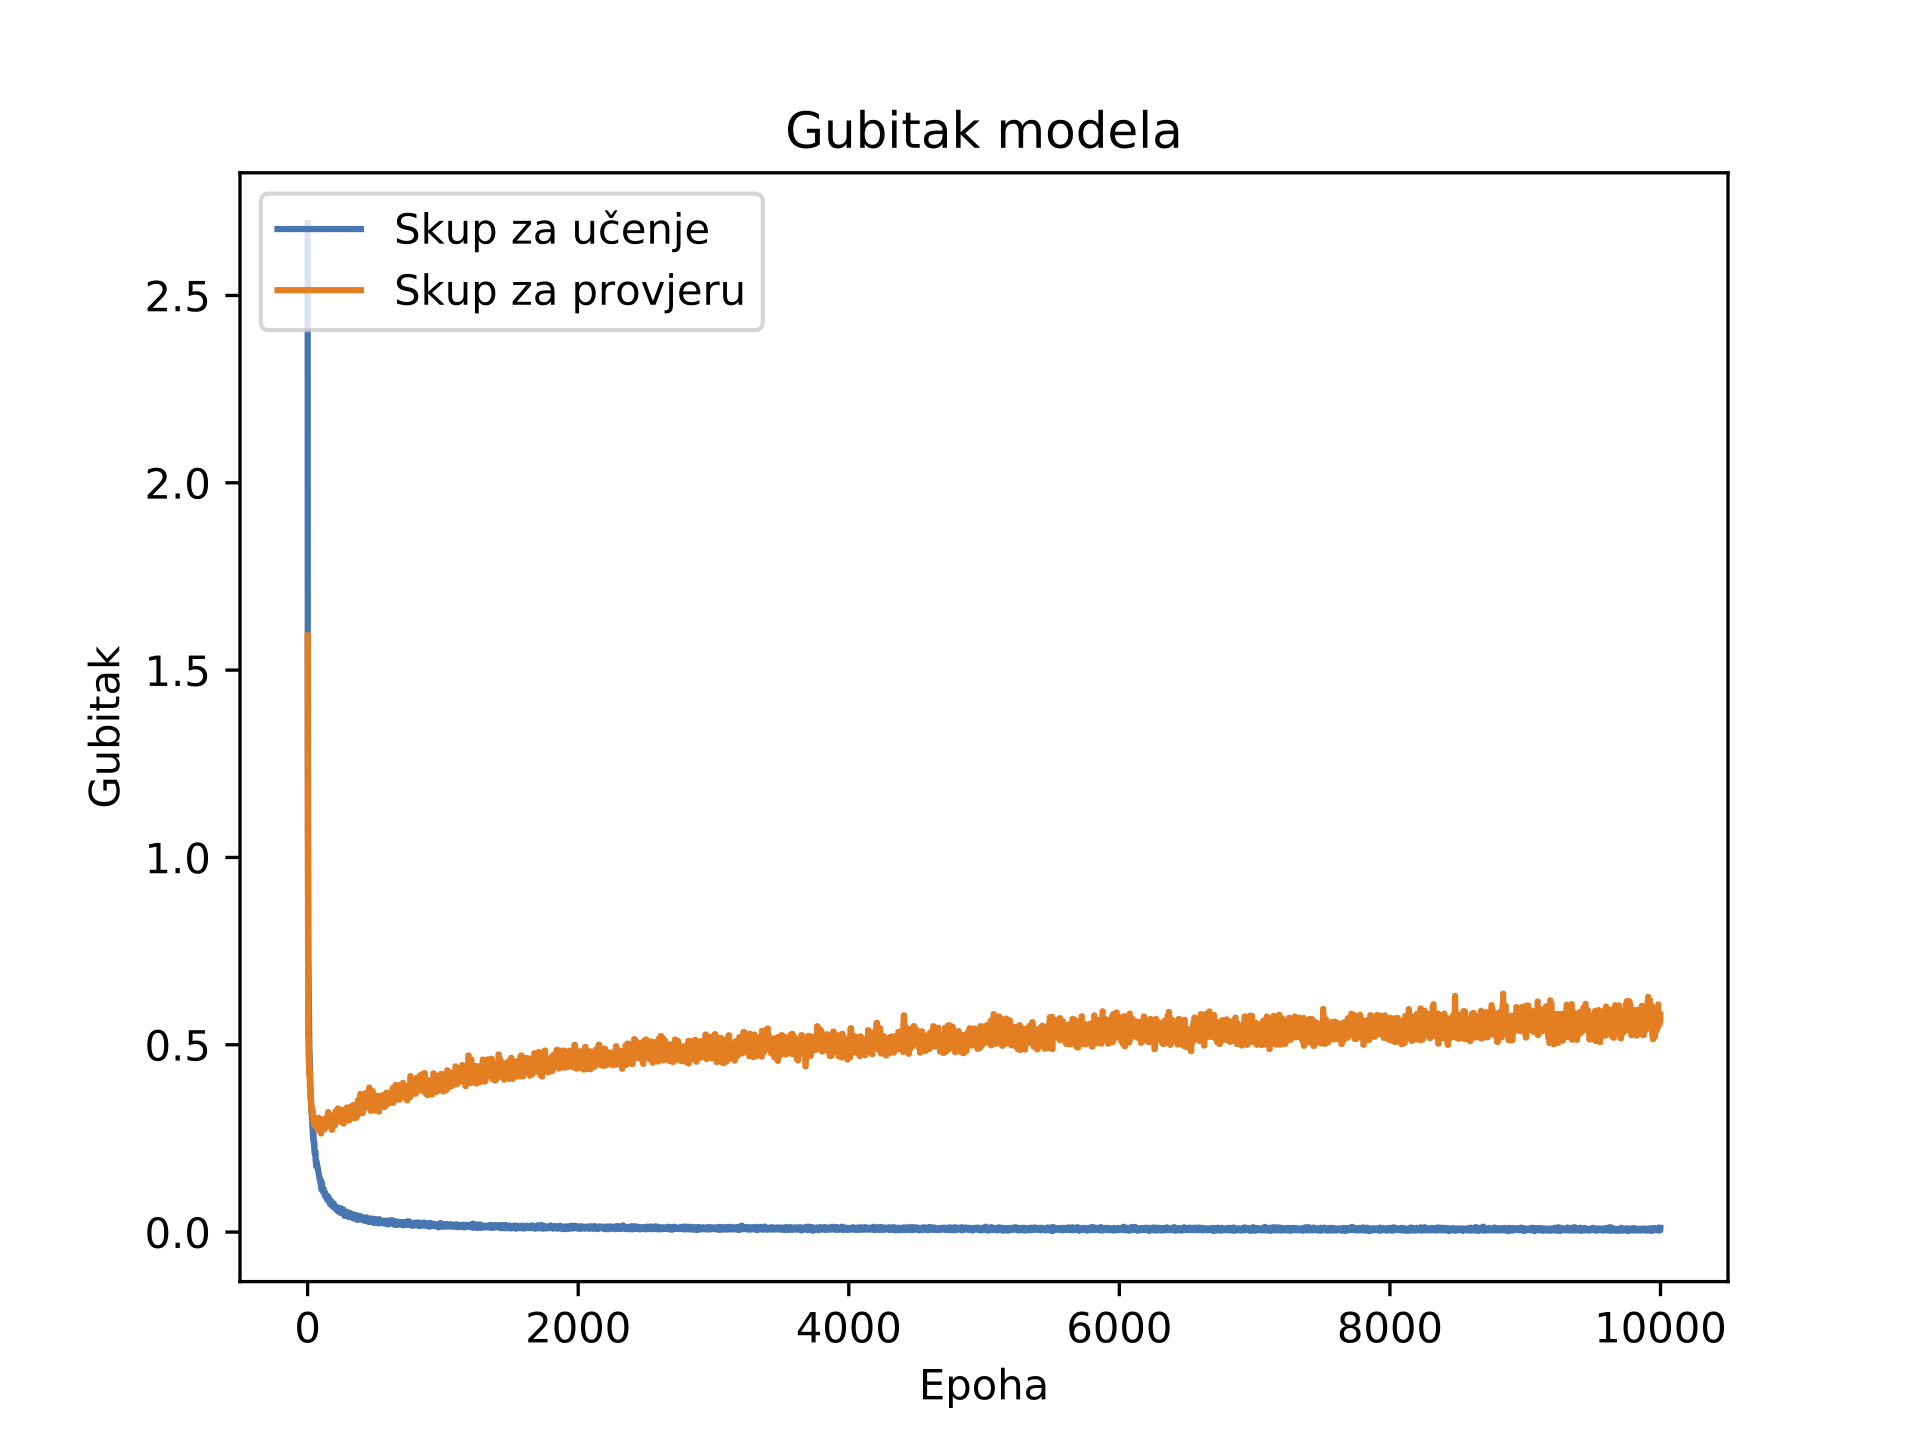 Gubitak modela
Skup za učenje
Skup za provjeru
2.5
2.0
1.5
1.0
0.5
0.0
Gubitak
0 2000 4000 6000 8000 10000
Epoha